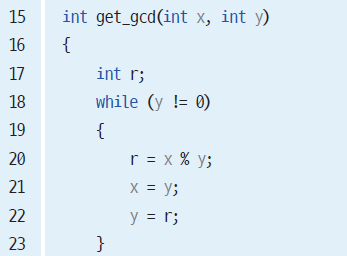 15 int get_gcd(int x, int y)
16 {
17 int r;
18 while (y != 0)
19 {
20 r = x % y;
21 x = y;
22 y = r;
23 }